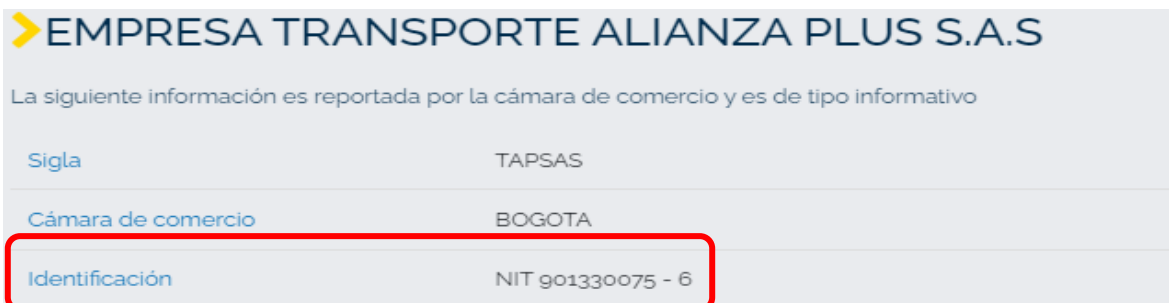 EMPRESA TRANSPORTE ALIANZA PLUS S.A.S
La siguiente información es reportada por la cámara de comercio y es de tipo informativo
Sigla TAPSAS
Cámara de comercio BOGOTA
Identificación NIT 901330075 - 6